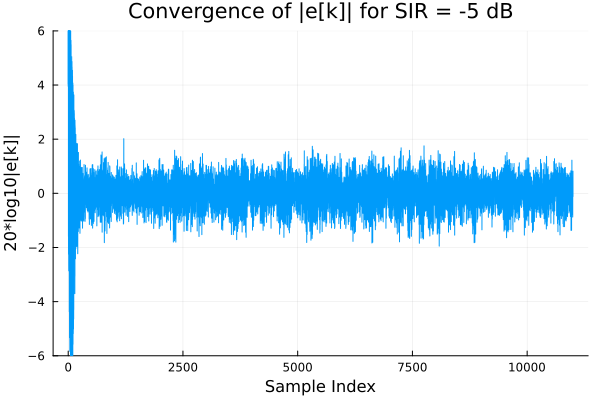 Convergence of |e[k]| for SIR = -5 dB
20*log10|e[k]|
6
4
2
0
−2
−4
−6
0 2500 5000 7500 10000
Sample Index